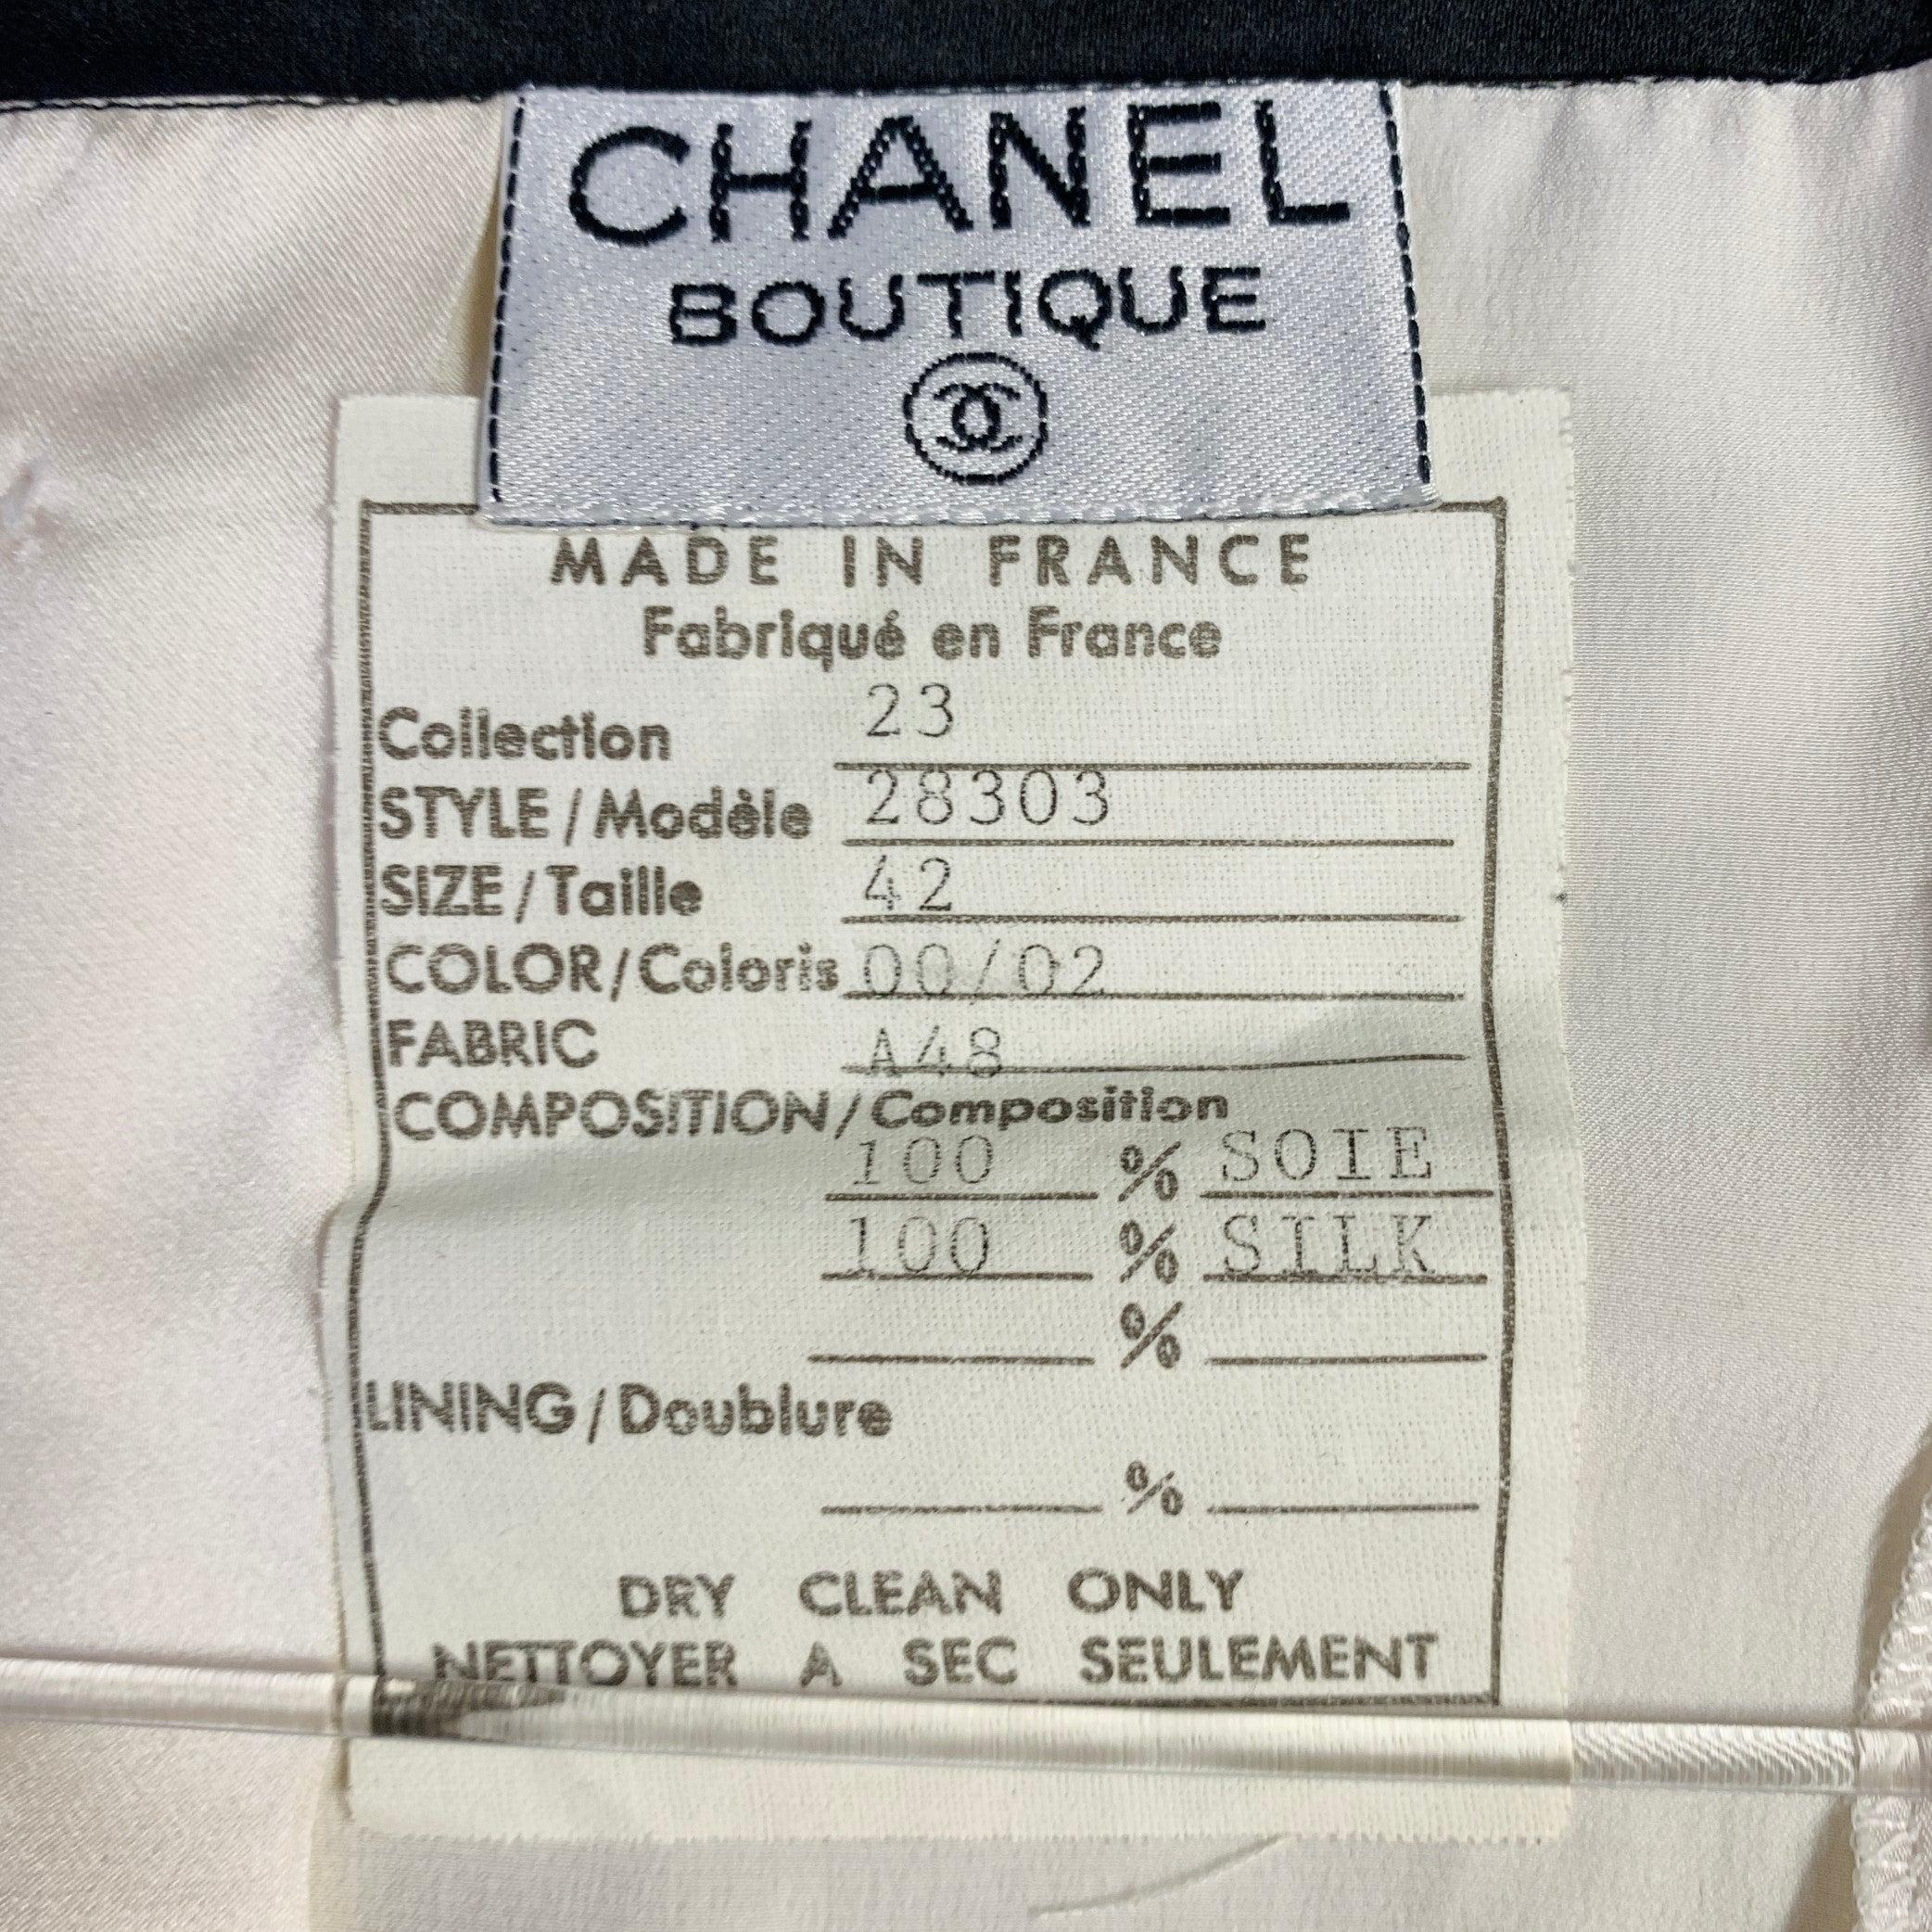 CHANEL
BOUTIQUE
MADE IN FRANCE
Fabriqué en France
Collection 23
STYLE/Modèle 28303
SIZE/Taille 42
COLOR/Coloris 00/02
FABRIC A48
COMPOSITION/Composition
100 % SOIE
100 % SILK
%
LINING/Doublure
%
DRY CLEAN ONLY
NETTOYER A SEC SEULEMENT